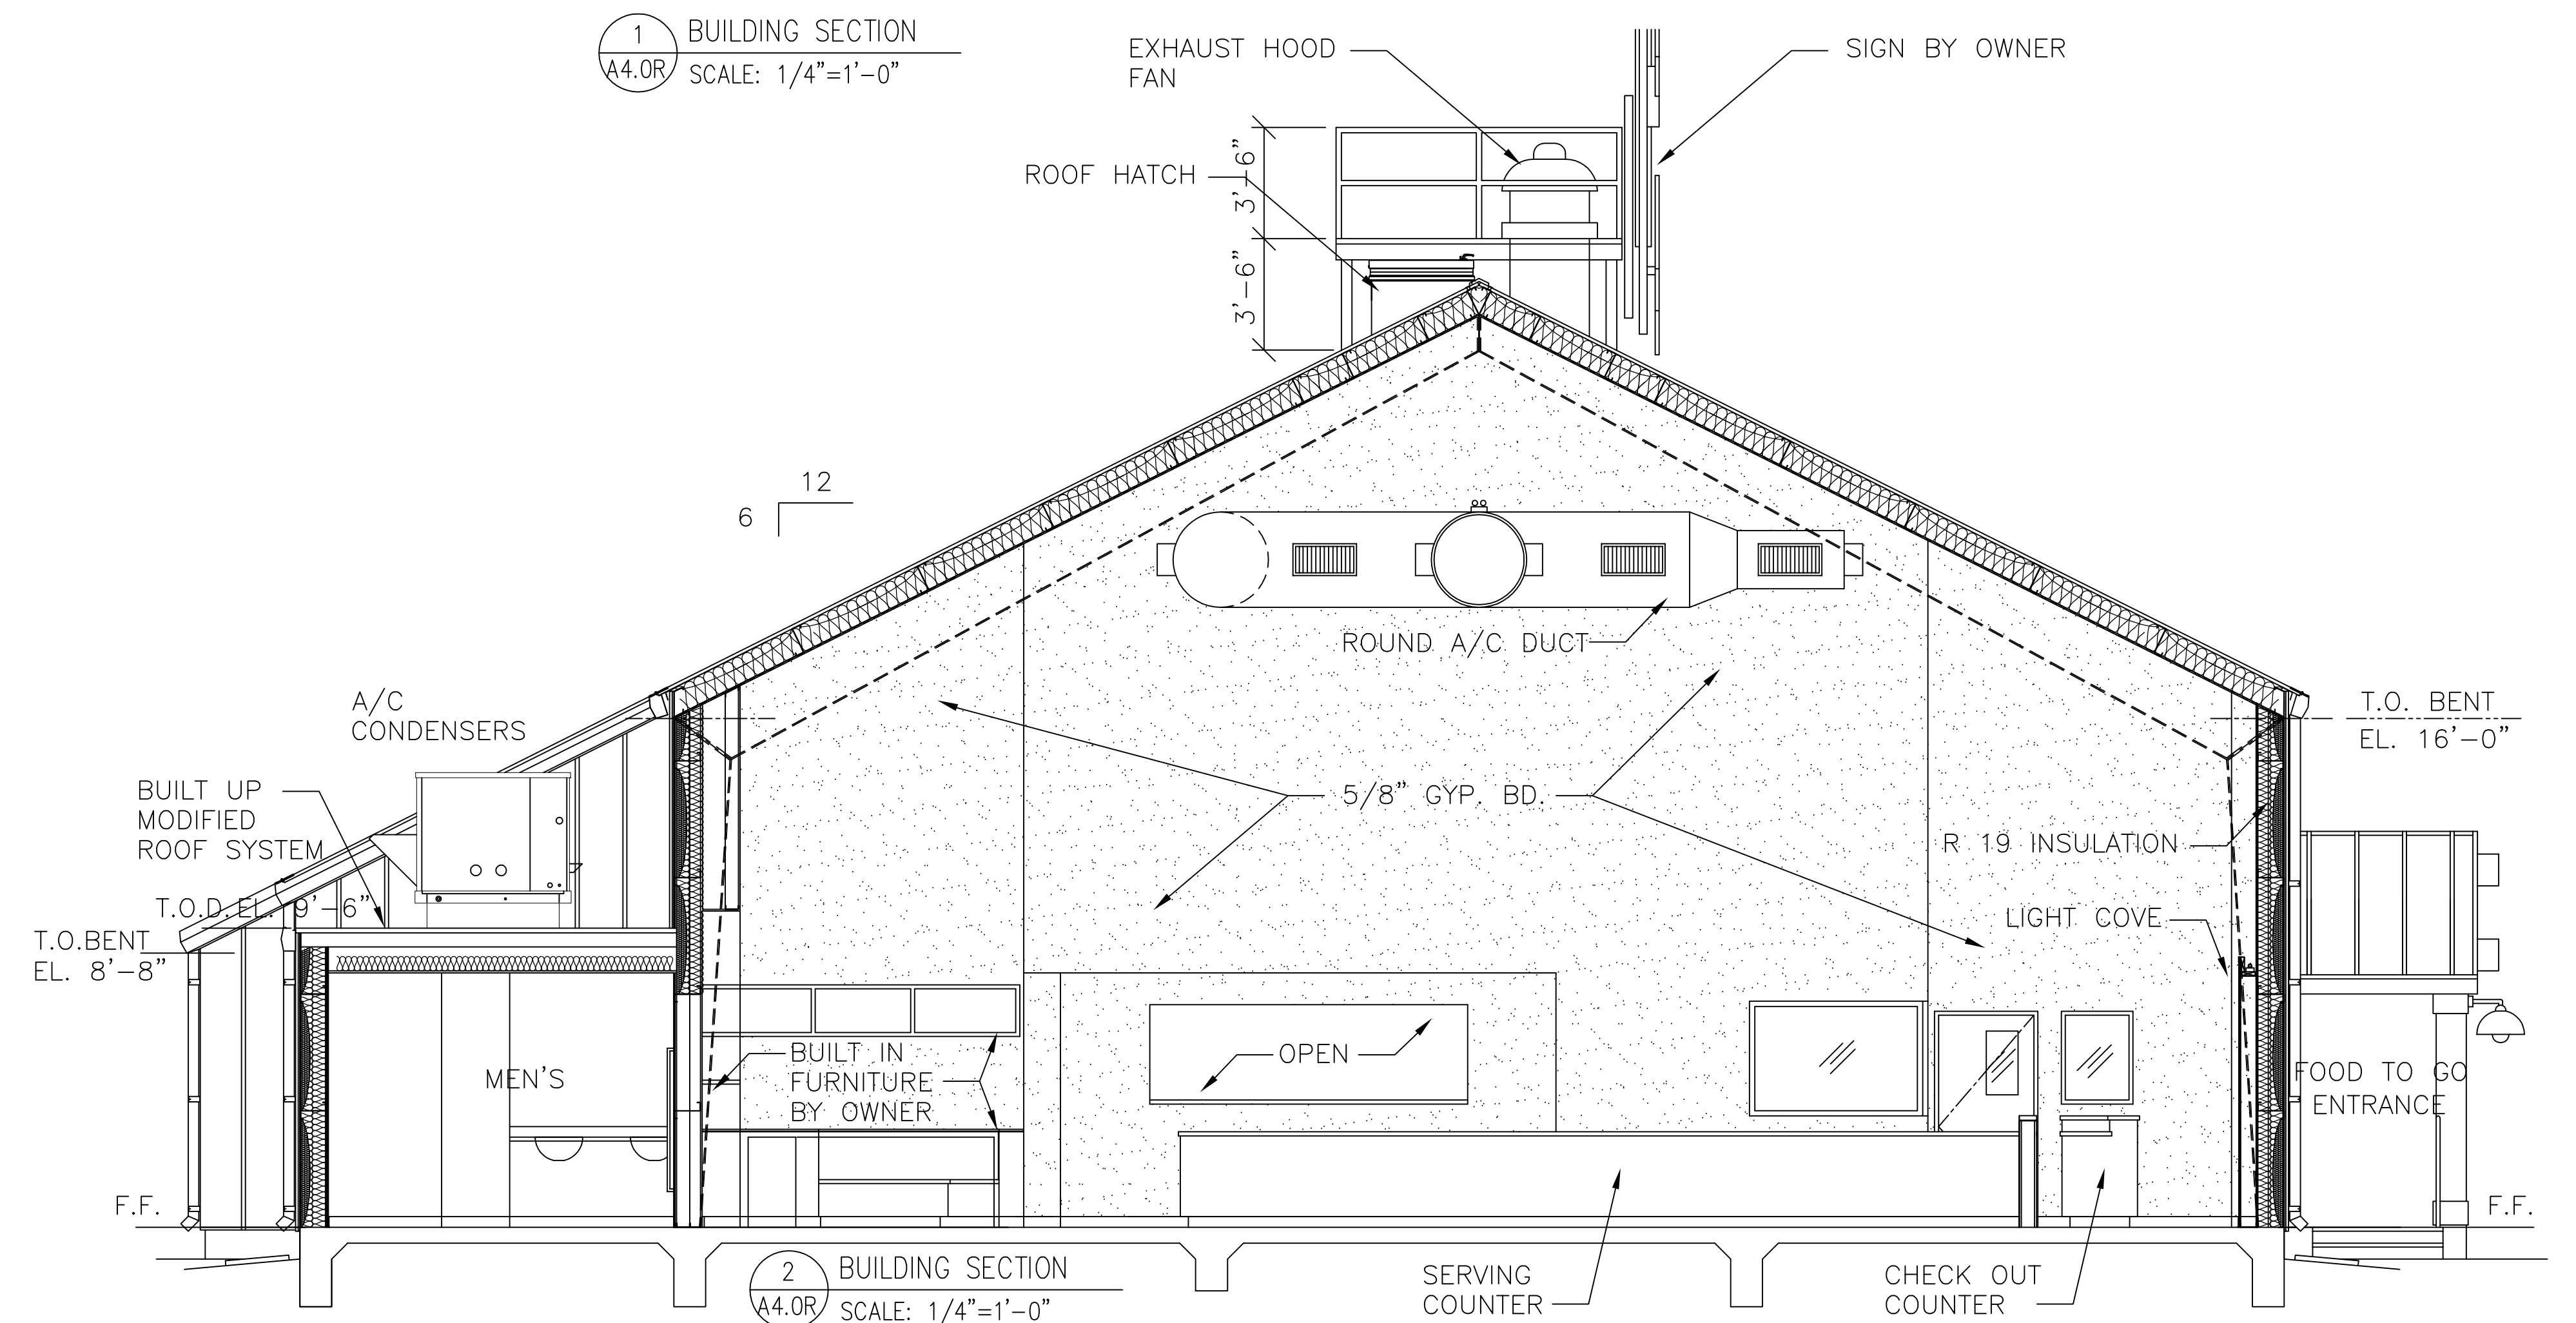 1
BUILDING SECTION
A4.0R
SCALE: 1/4"=1'-0"
EXHAUST HOOD
FAN
SIGN BY OWNER
ROOF HATCH
3'-6"
3'-6"
12
6
ROUND A/C DUCT
A/C
CONDENSERS
T.O. BENT
EL. 16'-0"
BUILT UP
MODIFIED
ROOF SYSTEM
5/8" GYP. BD.
R 19 INSULATION
T.O.D. EL. 9'-6"
LIGHT COVE
T.O.BENT
EL. 8'-8"
MEN'S
BUILT IN
FURNITURE
BY OWNER
OPEN
FOOD TO GO
ENTRANCE
F.F.
F.F.
2
BUILDING SECTION
A4.0R
SCALE: 1/4"=1'-0"
SERVING
COUNTER
CHECK OUT
COUNTER